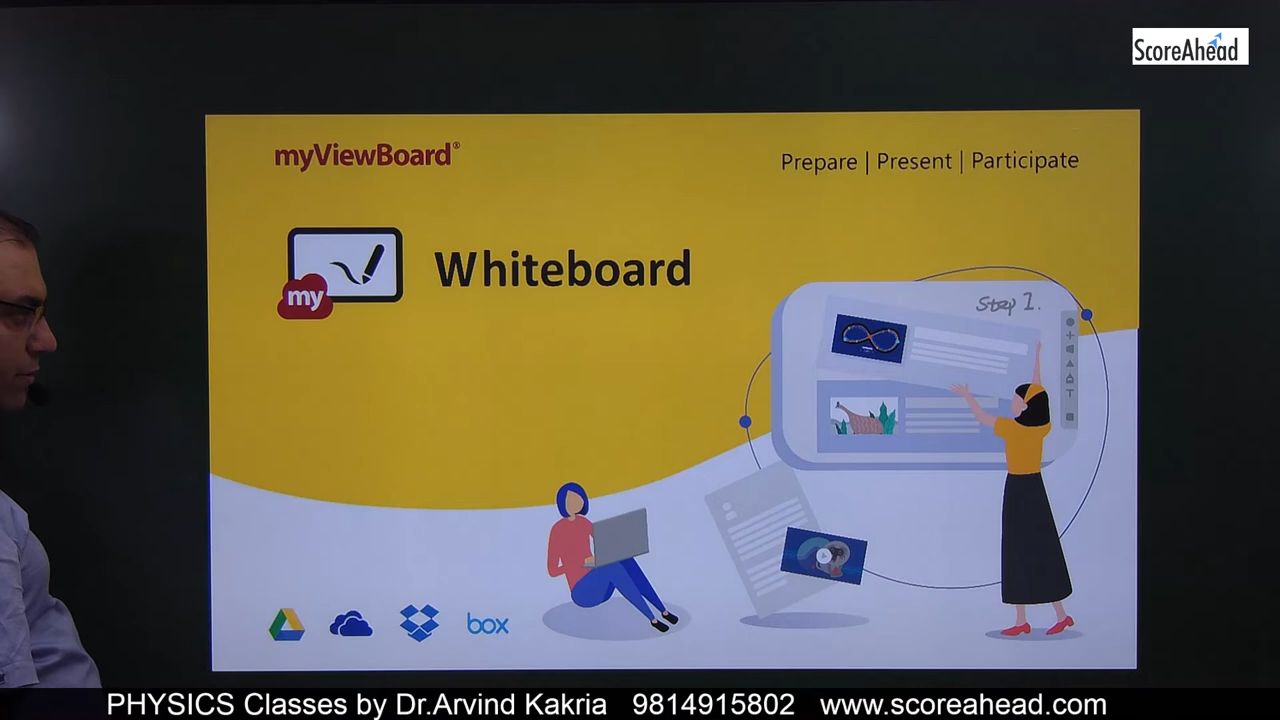 ScoreAhead
myViewBoard®
Prepare | Present | Participate
Whiteboard
my
Step 1.
box
PHYSICS Classes by Dr.Arvind Kakria 9814915802 www.scoreahead.com